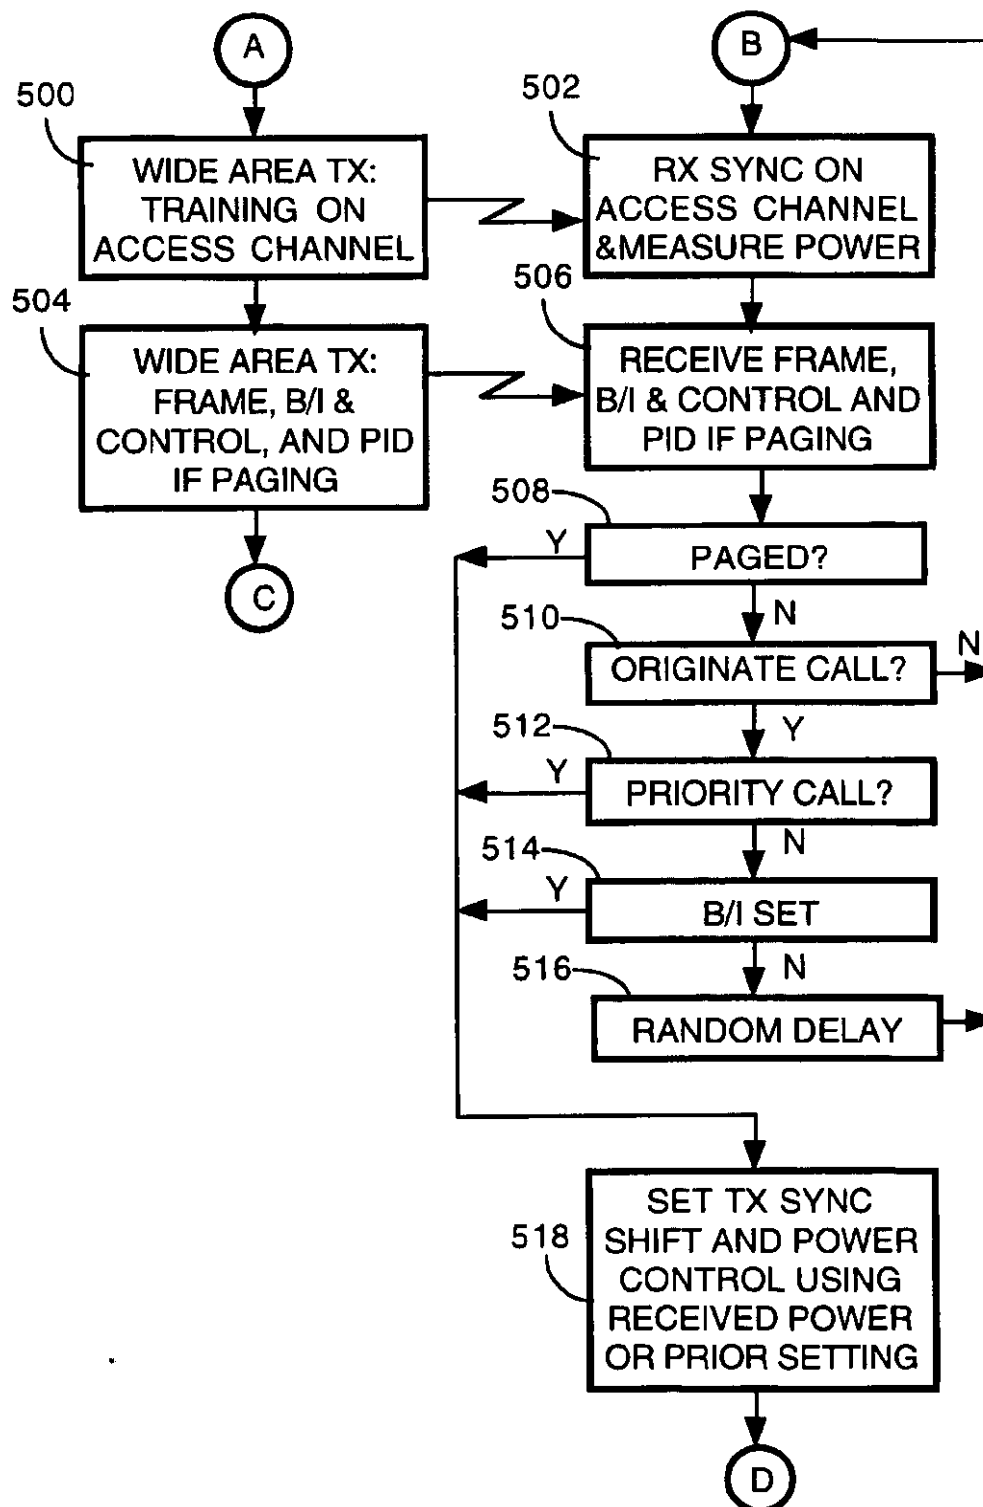 A
B
500
WIDE AREA TX:
TRAINING ON
ACCESS CHANNEL
502
RX SYNC ON
ACCESS CHANNEL
&MEASURE POWER
504
WIDE AREA TX:
FRAME, B/I &
CONTROL, AND PID
IF PAGING
506
RECEIVE FRAME,
B/I & CONTROL AND
PID IF PAGING
C
508
Y
PAGED?
N
510
ORIGINATE CALL?
N
Y
512
Y
PRIORITY CALL?
N
514
Y
B/I SET
N
516
RANDOM DELAY
518
SET TX SYNC
SHIFT AND POWER
CONTROL USING
RECEIVED POWER
OR PRIOR SETTING
D